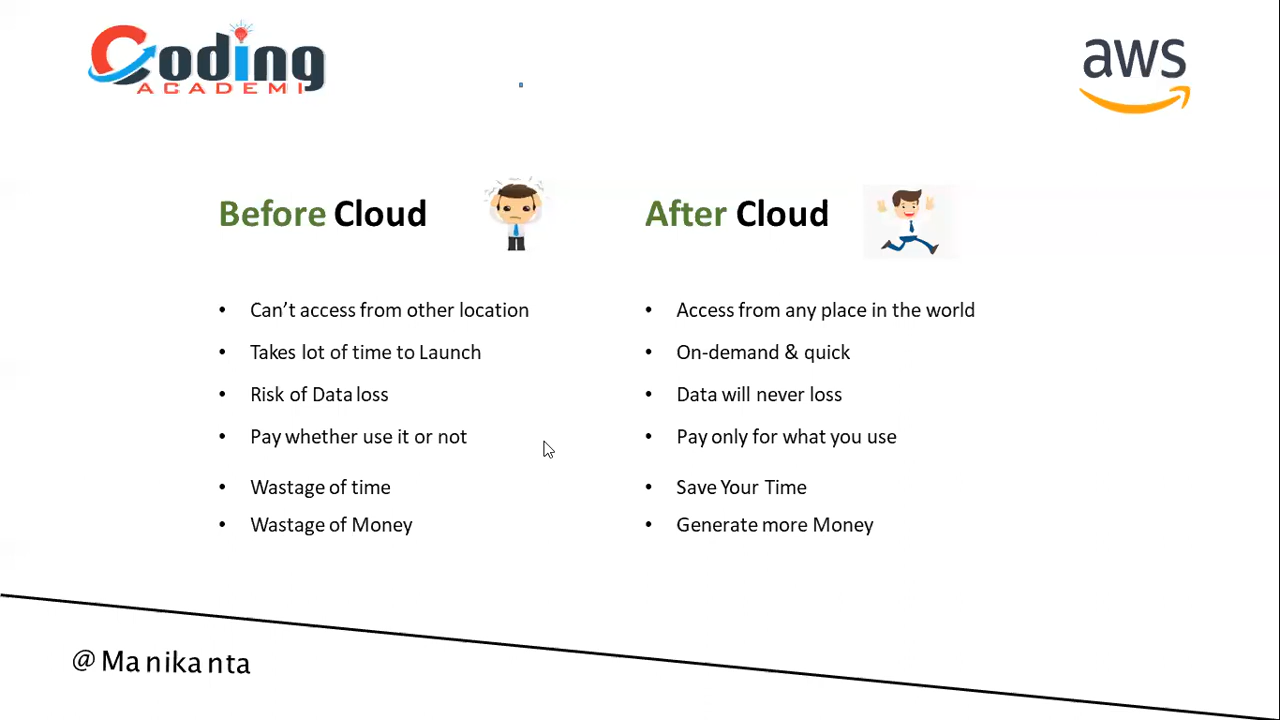 Coding
ACADEMI
aws
Before Cloud
After Cloud
• Can’t access from other location
• Takes lot of time to Launch
• Risk of Data loss
• Pay whether use it or not
• Wastage of time
• Wastage of Money
• Access from any place in the world
• On-demand & quick
• Data will never loss
• Pay only for what you use
• Save Your Time
• Generate more Money
@Manikanta